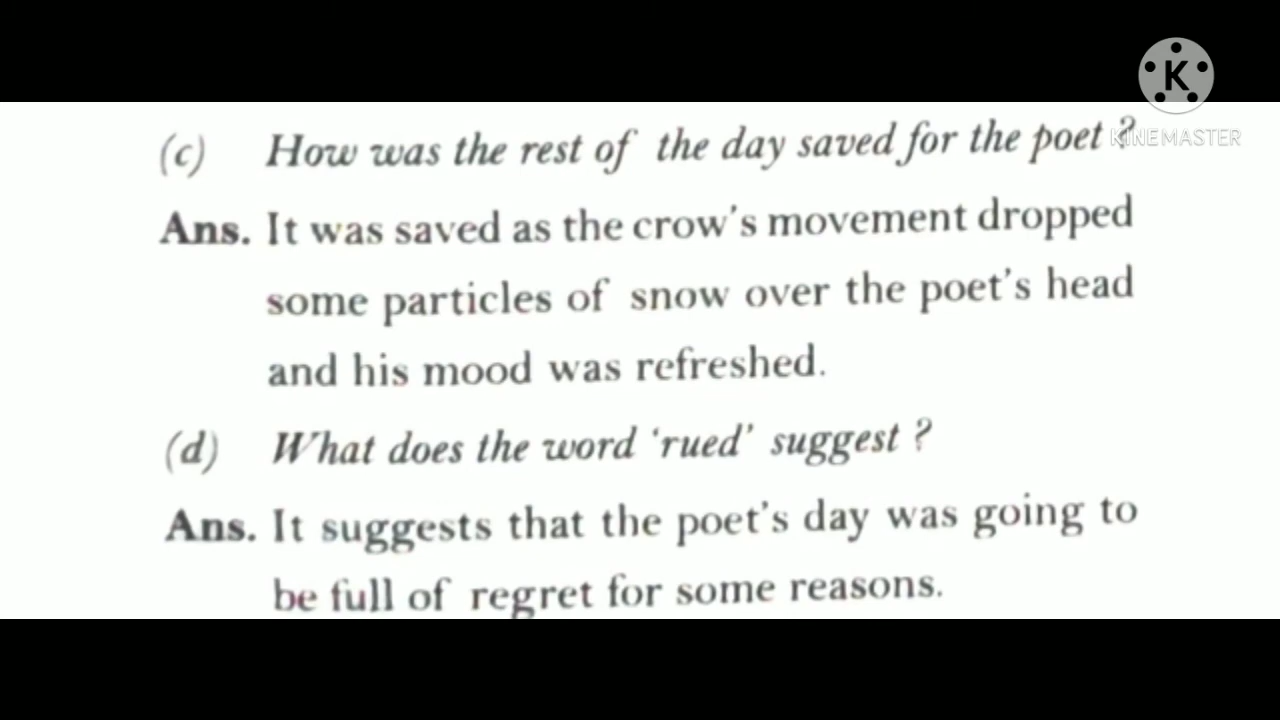 K
KINEMASTER
(c) How was the rest of the day saved for the poet ?
Ans. It was saved as the crow's movement dropped
some particles of snow over the poet's head
and his mood was refreshed.
(d) What does the word 'rued' suggest ?
Ans. It suggests that the poet's day was going to
be full of regret for some reasons.